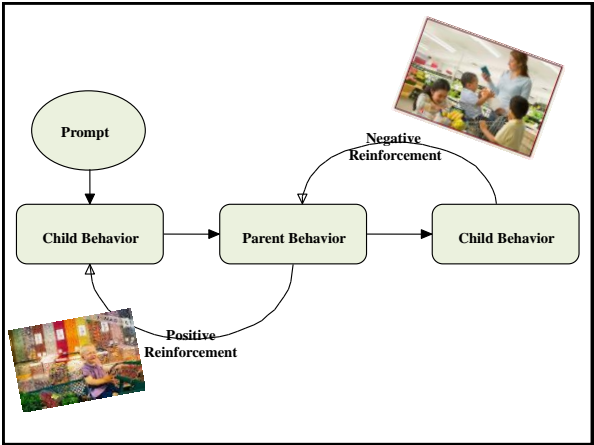 Prompt
Negative
Reinforcement
Child Behavior
Parent Behavior
Child Behavior
Positive
Reinforcement